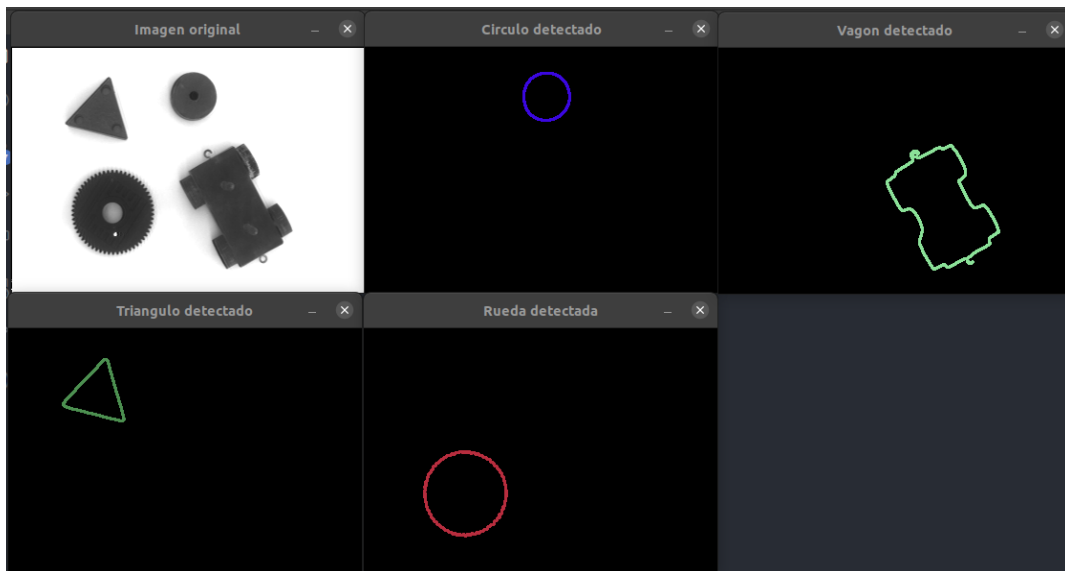 Imagen original
Circulo detectado
Vagon detectado
Triangulo detectado
Rueda detectada